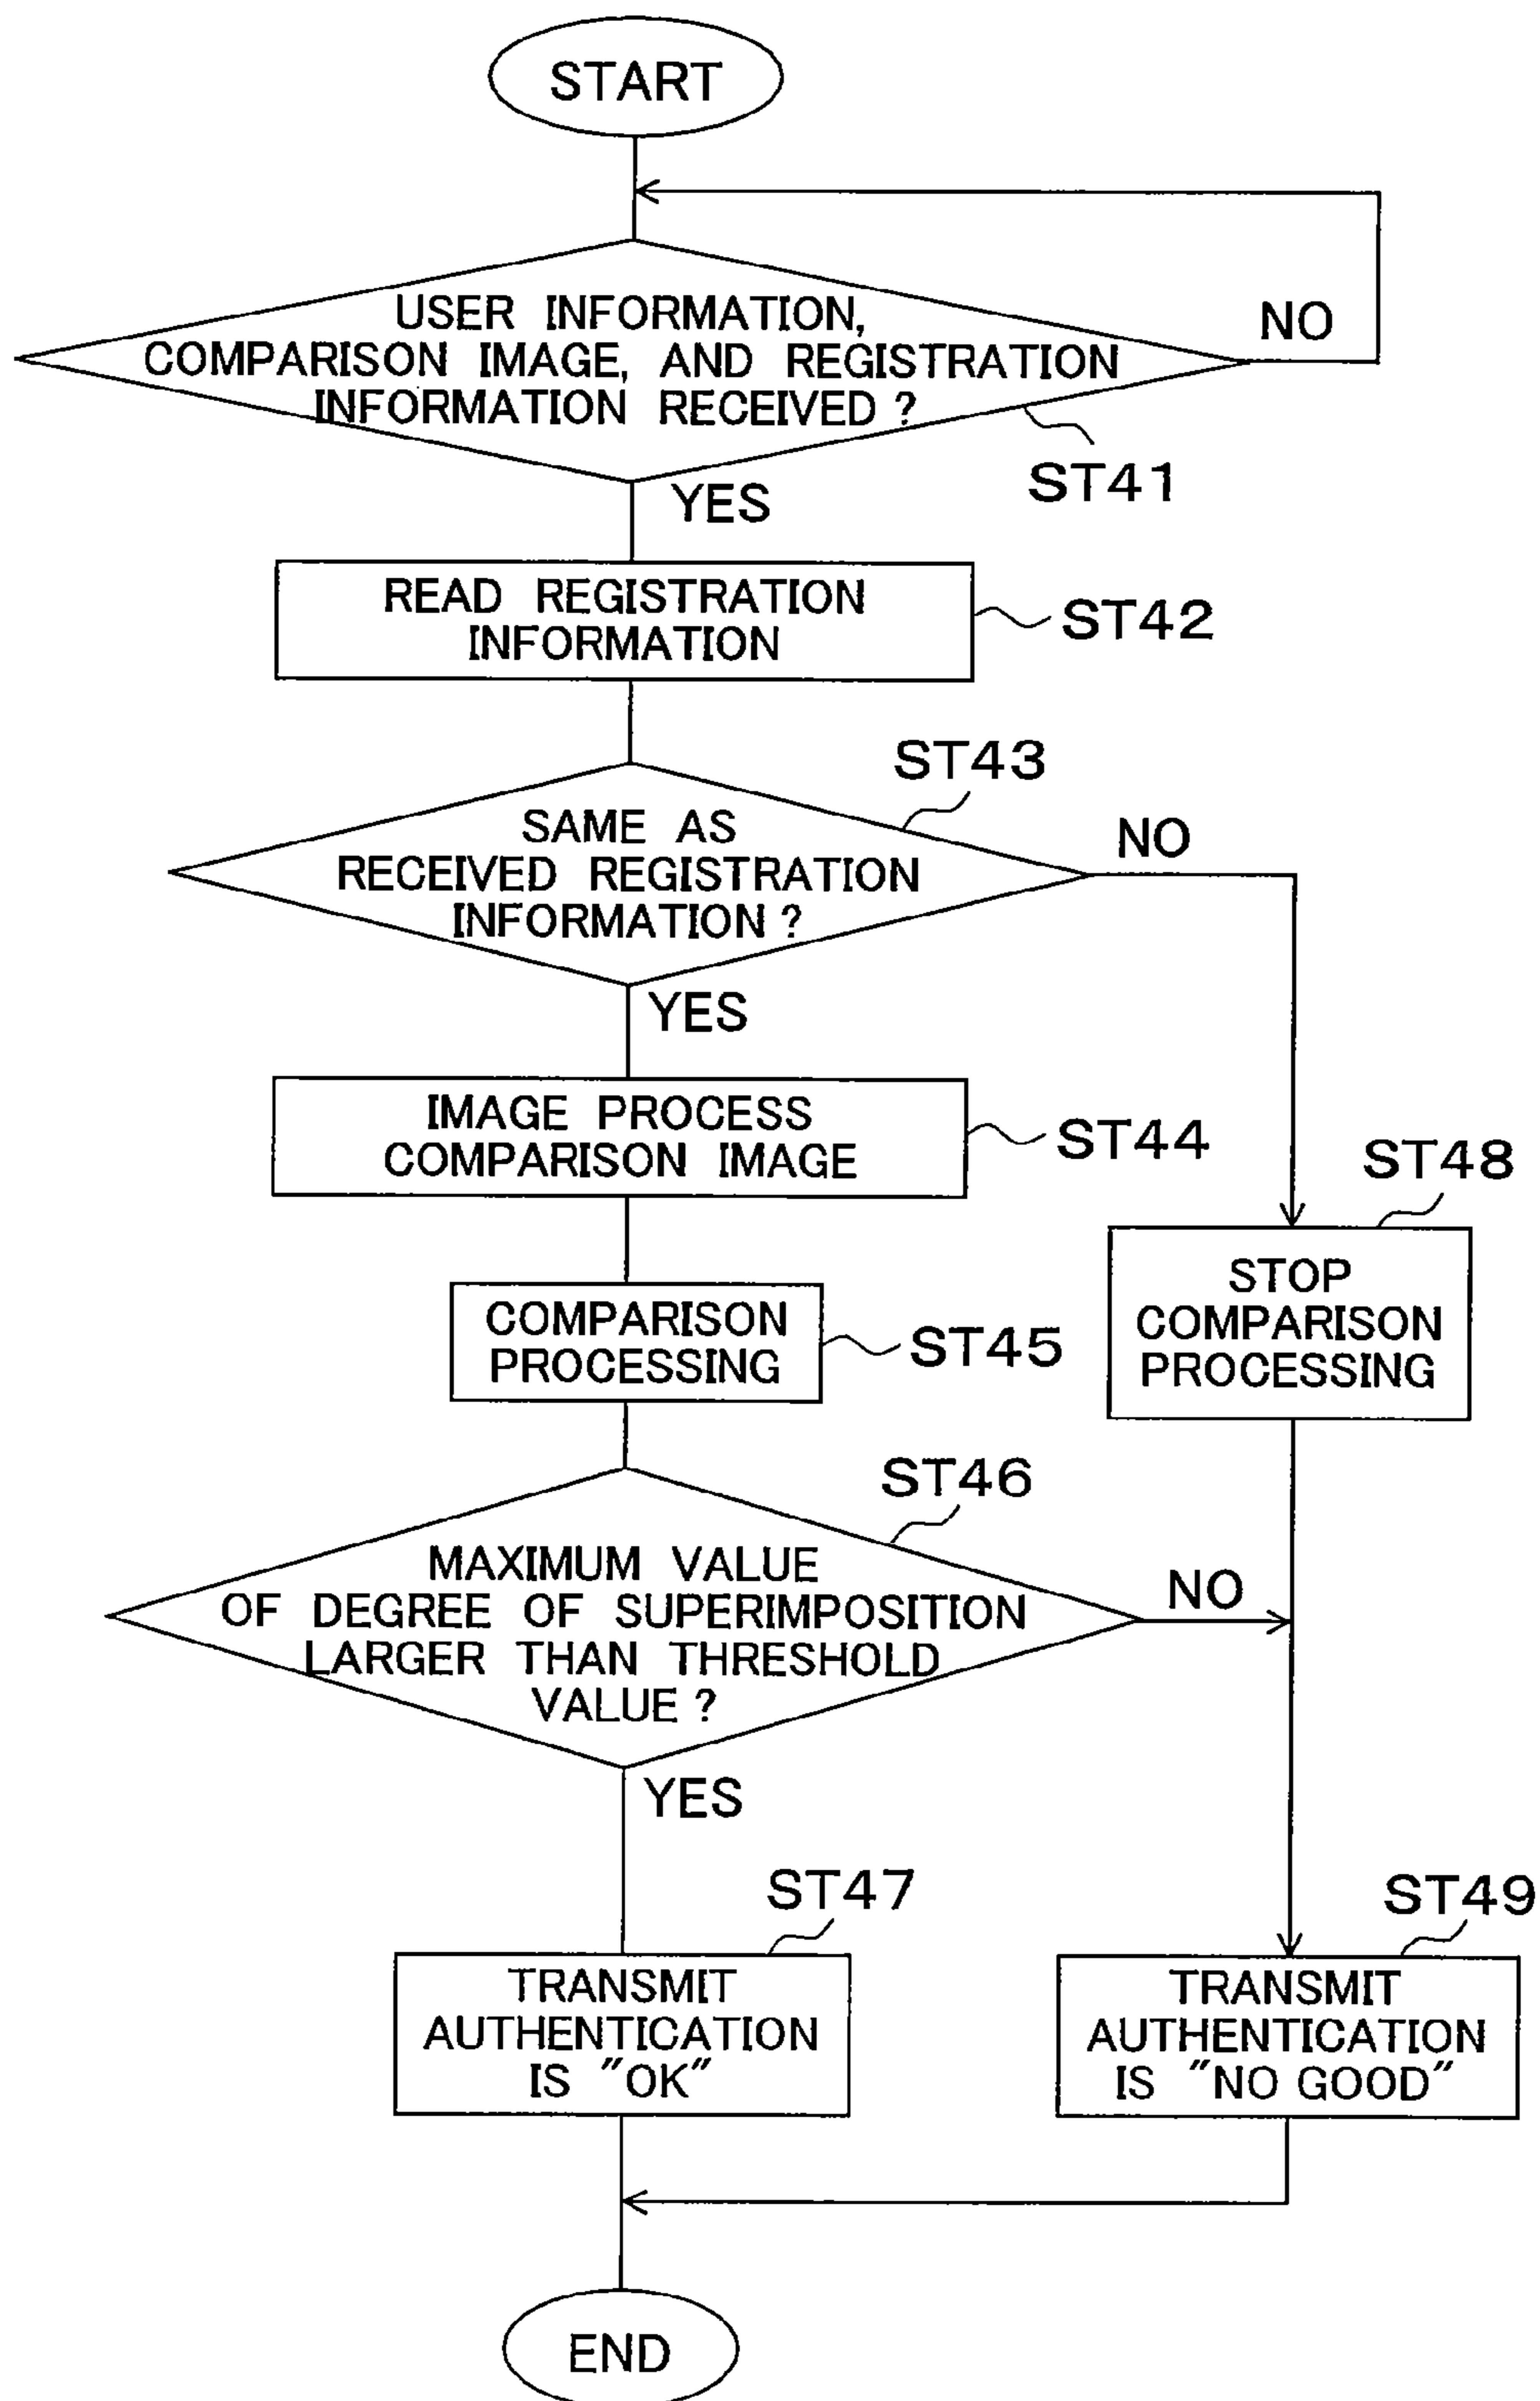 START
USER INFORMATION,
COMPARISON IMAGE, AND REGISTRATION
INFORMATION RECEIVED ?
NO
ST41
YES
READ REGISTRATION
INFORMATION
ST42
ST43
SAME AS
RECEIVED REGISTRATION
INFORMATION ?
NO
YES
IMAGE PROCESS
COMPARISON IMAGE
ST44
ST48
STOP
COMPARISON
PROCESSING
COMPARISON
PROCESSING
ST45
ST46
MAXIMUM VALUE
OF DEGREE OF SUPERIMPOSITION
LARGER THAN THRESHOLD
VALUE ?
NO
YES
ST47
TRANSMIT
AUTHENTICATION
IS "OK"
ST49
TRANSMIT
AUTHENTICATION
IS "NO GOOD"
END